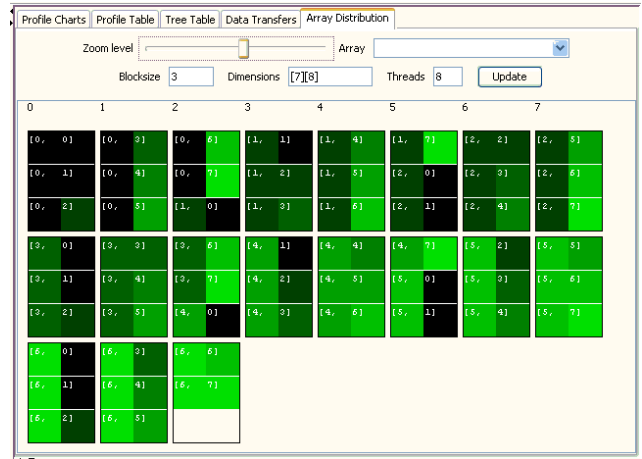 Profile Charts Profile Table Tree Table Data Transfers Array Distribution
Zoom level Array
Blocksize 3 Dimensions [7][8] Threads 8 Update
0 1 2 3 4 5 6 7
[0, 0] [0, 3] [0, 6] [1, 1] [1, 4] [1, 7] [2, 2] [2, 5]
[0, 1] [0, 4] [0, 7] [1, 2] [1, 5] [2, 0] [2, 3] [2, 6]
[0, 2] [0, 5] [1, 0] [1, 3] [1, 6] [2, 1] [2, 4] [2, 7]
[3, 0] [3, 3] [3, 6] [4, 1] [4, 4] [4, 7] [5, 2] [5, 5]
[3, 1] [3, 4] [3, 7] [4, 2] [4, 5] [5, 0] [5, 3] [5, 6]
[3, 2] [3, 5] [4, 0] [4, 3] [4, 6] [5, 1] [5, 4] [5, 7]
[6, 0] [6, 3] [6, 6]
[6, 1] [6, 4] [6, 7]
[6, 2] [6, 5]